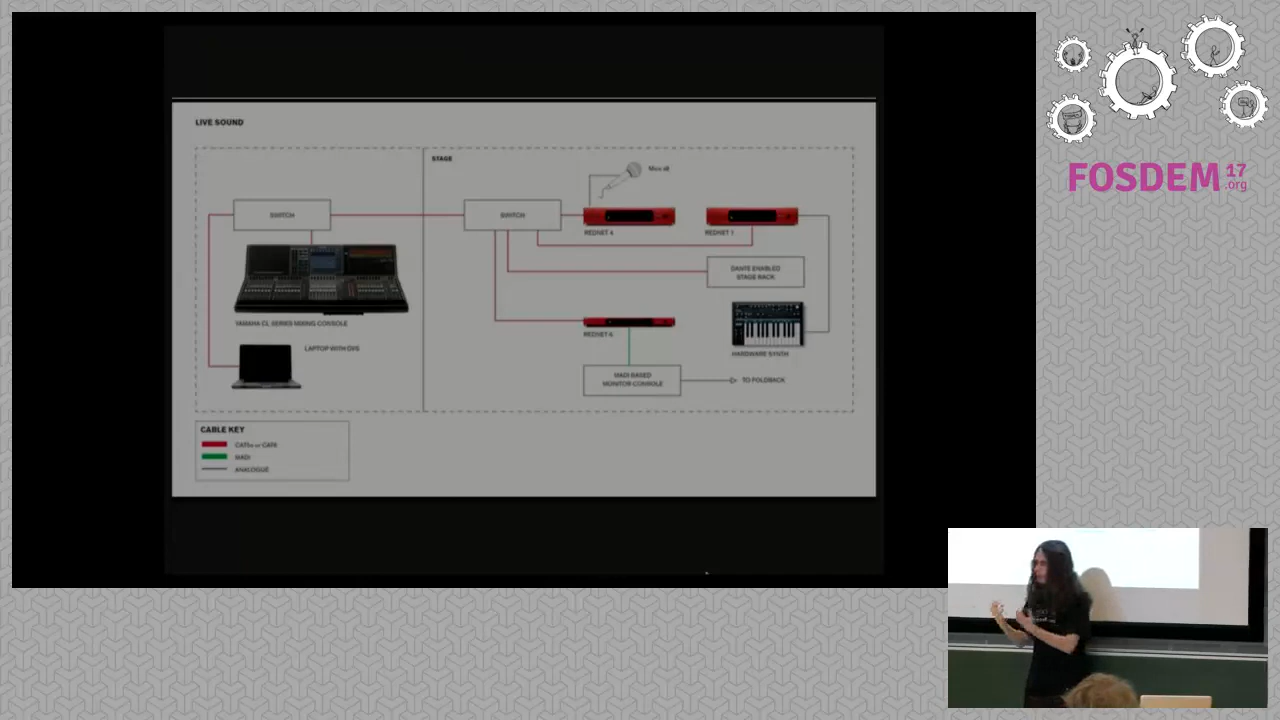 LIVE SOUND
STAGE
SWITCH
SWITCH
REDNET 4
REDNET 1
DANTE ENABLED
STAGE RACK
YAMAHA CL SERIES MIXING CONSOLE
LAPTOP WITH DVS
REDNET 6
HARDWARE SYNTH
MADI BASED
MONITOR CONSOLE
TO FOLDBACK
CABLE KEY
MADI
ANALOGUE
FOSDEM 17
.org